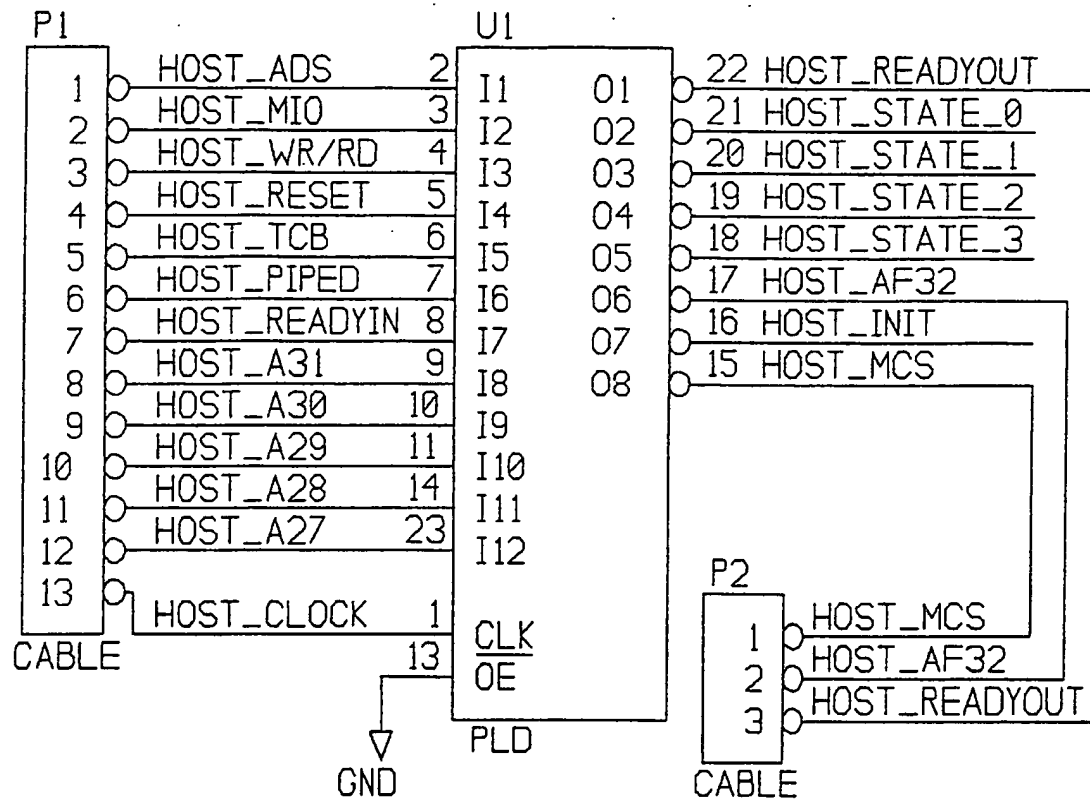 P1
1 HOST_ADS 2
2 HOST_MIO 3
3 HOST_WR/RD 4
4 HOST_RESET 5
5 HOST_TCB 6
6 HOST_PIPED 7
7 HOST_READYIN 8
8 HOST_A31 9
9 HOST_A30 10
10 HOST_A29 11
11 HOST_A28 14
12 HOST_A27 23
13 HOST_CLOCK 1
CABLE
13
GND
U1
I1 O1
I2 O2
I3 O3
I4 O4
I5 O5
I6 O6
I7 O7
I8 O8
I9
I10
I11
I12
CLK
OE
PLD
22 HOST_READYOUT
21 HOST_STATE_0
20 HOST_STATE_1
19 HOST_STATE_2
18 HOST_STATE_3
17 HOST_AF32
16 HOST_INIT
15 HOST_MCS
P2
1 HOST_MCS
2 HOST_AF32
3 HOST_READYOUT
CABLE